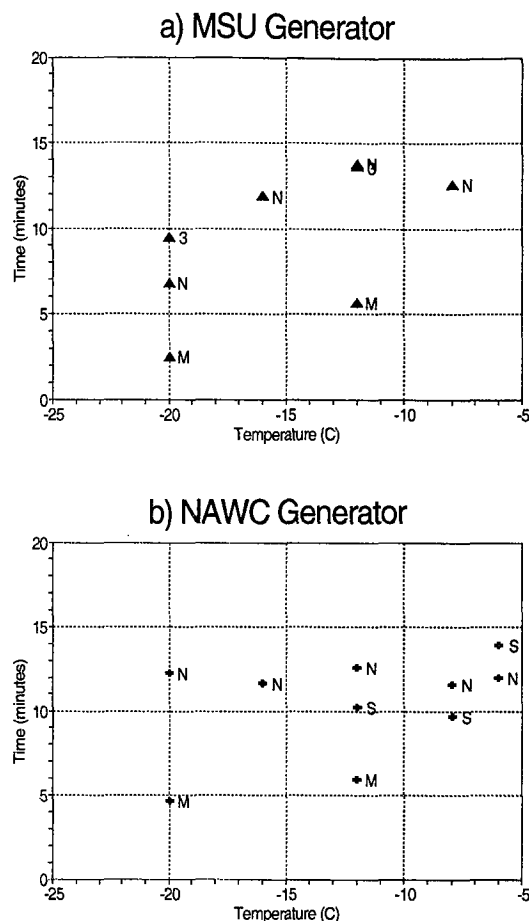 a) MSU Generator
20
15
10
5
0
Time (minutes)
N
N
N
3
N
M
M
-25 -20 -15 -10 -5
Temperature (C)
b) NAWC Generator
20
15
10
5
0
Time (minutes)
S
N
N
N
N
N
S
S
M
M
-25 -20 -15 -10 -5
Temperature (C)